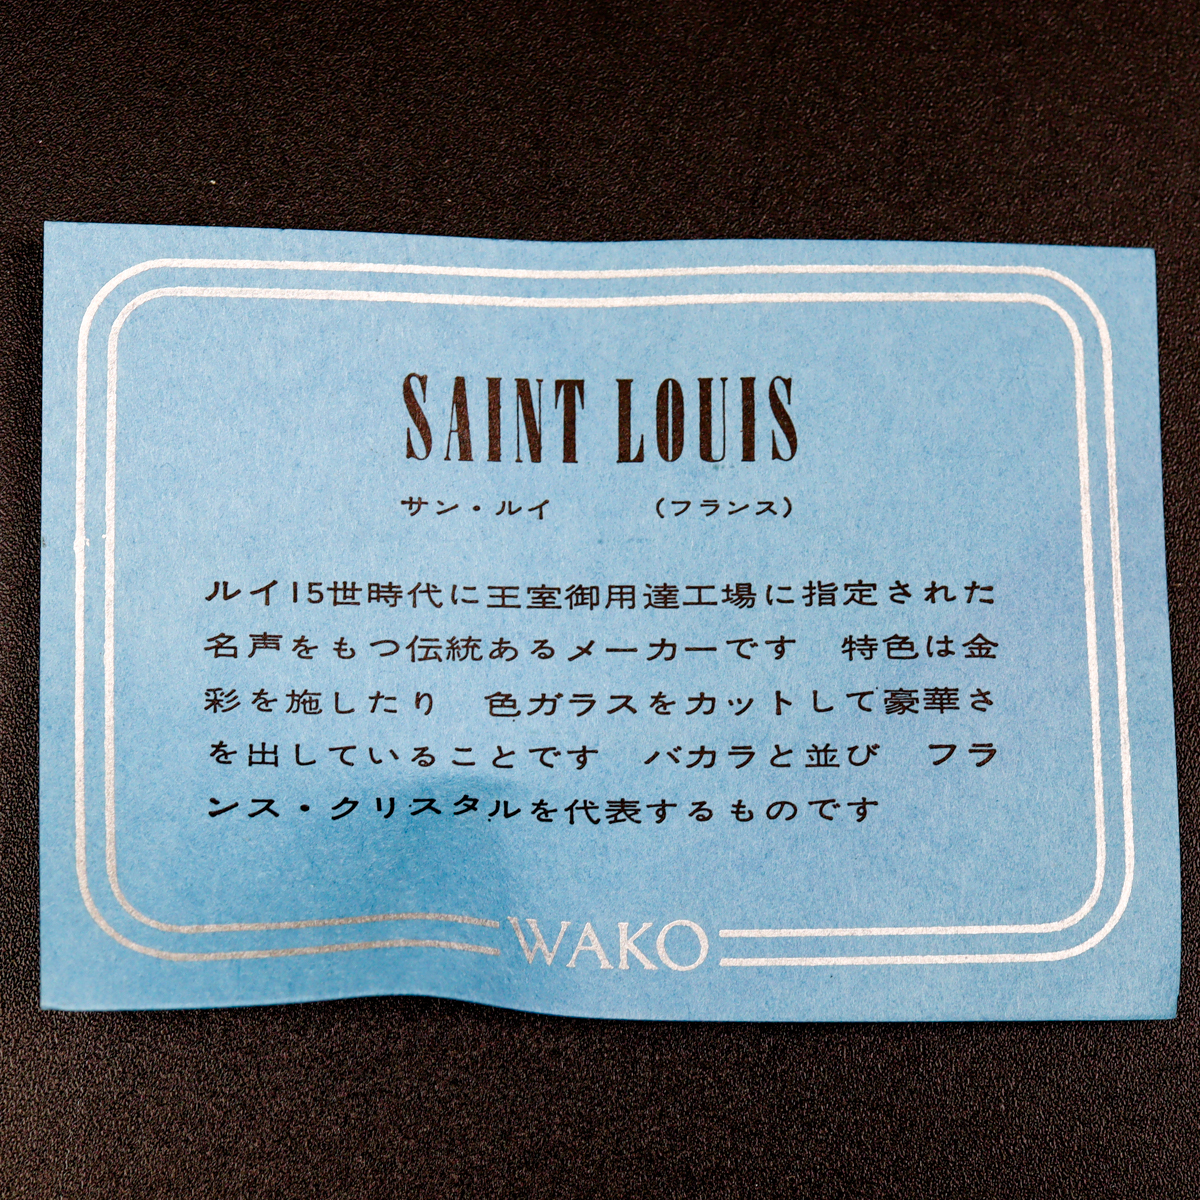 SAINT LOUIS
サン・ルイ　（フランス）
ルイ15世時代に王室御用達工場に指定された
名声をもつ伝統あるメーカーです　特色は金
彩を施したり　色ガラスをカットして豪華さ
を出していることです　バカラと並び　フラ
ンス・クリスタルを代表するものです
WAKO